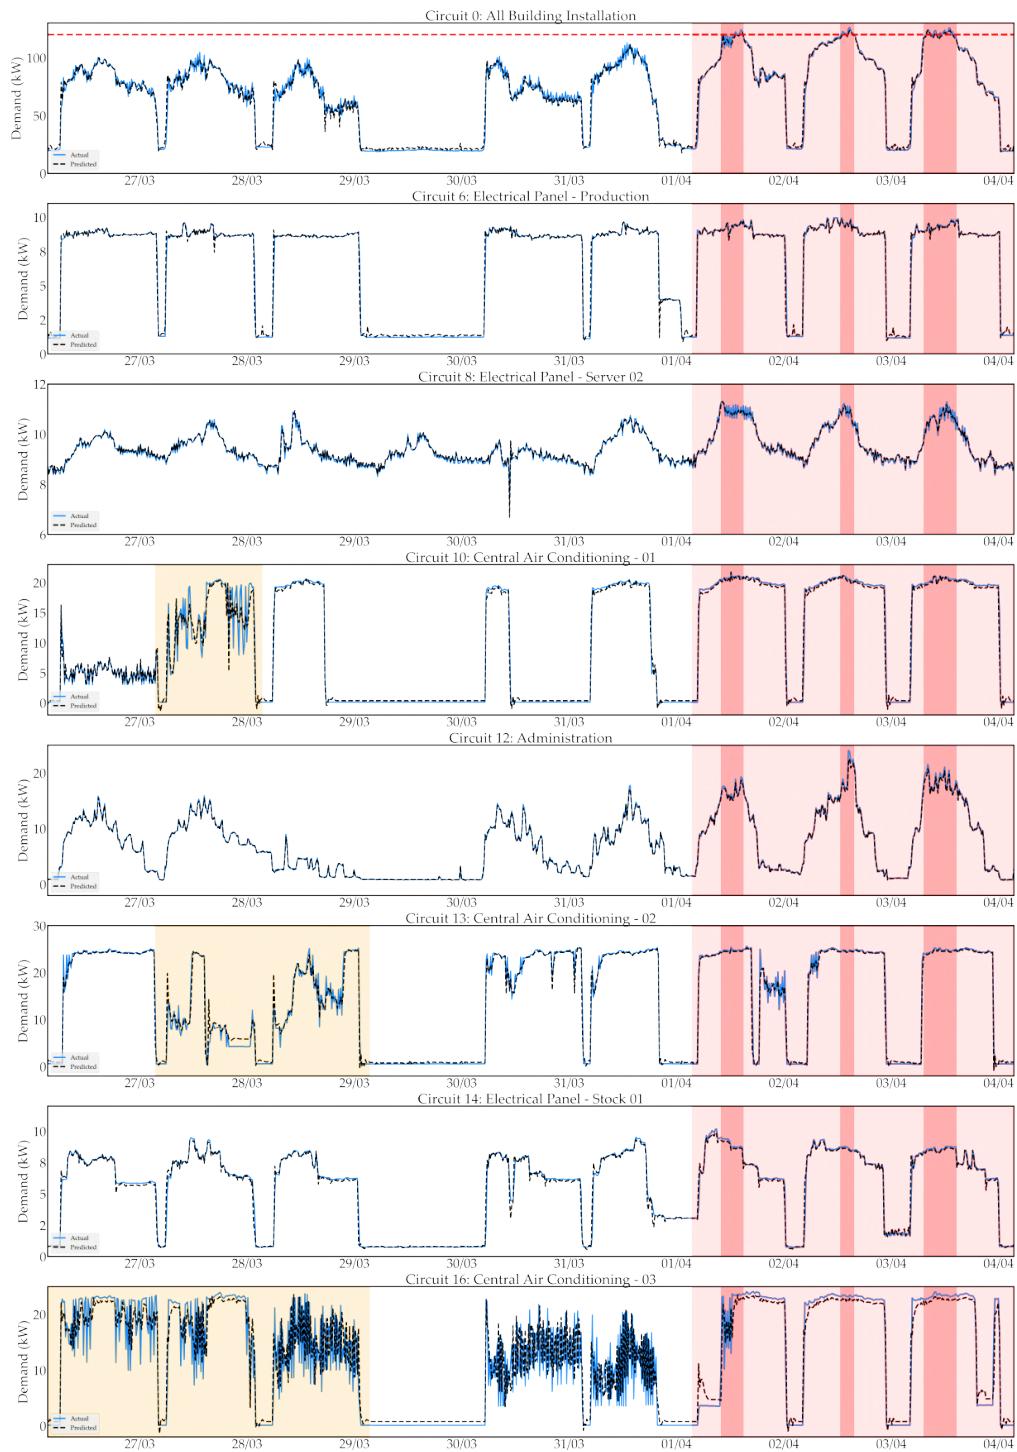 Circuit 0: All Building Installation
Demand (kW)
100
50
0
Actual
Predicted
27/03 28/03 29/03 30/03 31/03 01/04 02/04 03/04 04/04
Circuit 6: Electrical Panel - Production
Demand (kW)
10
8
5
2
0
Actual
Predicted
27/03 28/03 29/03 30/03 31/03 01/04 02/04 03/04 04/04
Circuit 8: Electrical Panel - Server 02
Demand (kW)
12
10
8
6
Actual
Predicted
27/03 28/03 29/03 30/03 31/03 01/04 02/04 03/04 04/04
Circuit 10: Central Air Conditioning - 01
Demand (kW)
20
15
10
5
0
Actual
Predicted
27/03 28/03 29/03 30/03 31/03 01/04 02/04 03/04 04/04
Circuit 12: Administration
Demand (kW)
20
10
0
Actual
Predicted
27/03 28/03 29/03 30/03 31/03 01/04 02/04 03/04 04/04
Circuit 13: Central Air Conditioning - 02
Demand (kW)
30
20
10
0
Actual
Predicted
27/03 28/03 29/03 30/03 31/03 01/04 02/04 03/04 04/04
Circuit 14: Electrical Panel - Stock 01
Demand (kW)
10
8
5
2
0
Actual
Predicted
27/03 28/03 29/03 30/03 31/03 01/04 02/04 03/04 04/04
Circuit 16: Central Air Conditioning - 03
Demand (kW)
20
10
0
Actual
Predicted
27/03 28/03 29/03 30/03 31/03 01/04 02/04 03/04 04/04